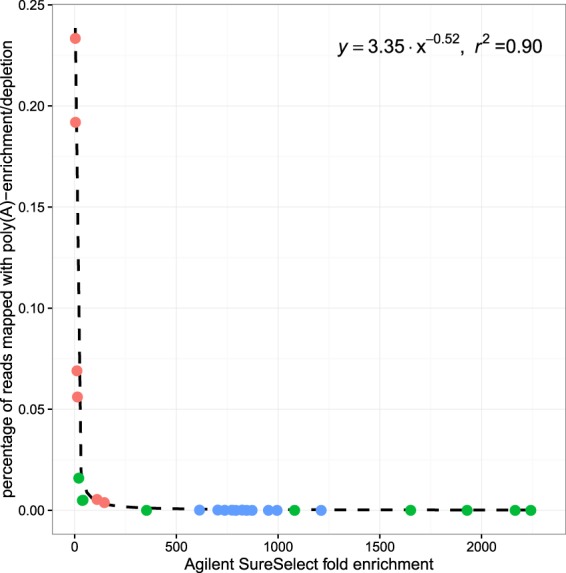 percentage of reads mapped with poly(A)−enrichment/depletion
0.25
0.20
0.15
0.10
0.05
0.00
y = 3.35 · x^−0.52, r^2 =0.90
0 500 1000 1500 2000
Agilent SureSelect fold enrichment